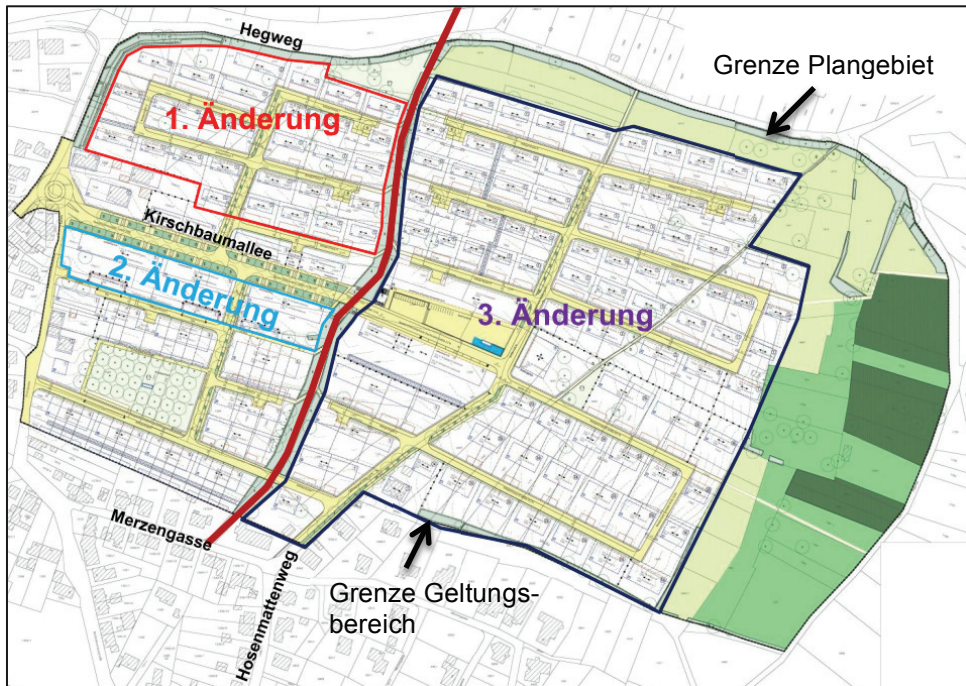 Hegweg
Grenze Plangebiet
1. Änderung
Kirschbaumallee
2. Änderung
3. Änderung
Merzengasse
Hosenmattenweg
Grenze Geltungs-
bereich